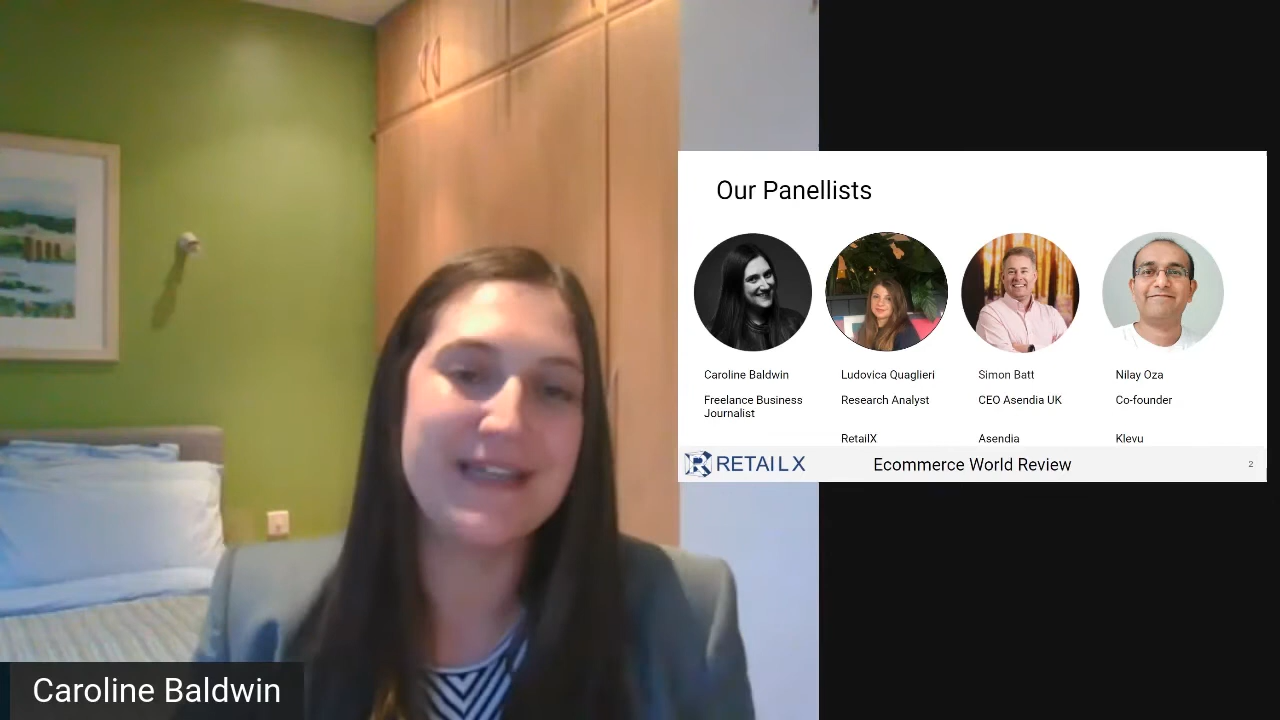 Our Panellists
Caroline Baldwin
Freelance Business
Journalist
Ludovica Quaglieri
Research Analyst
RetailX
Simon Batt
CEO Asendia UK
Asendia
Nilay Oza
Co-founder
Klevu
RETAIL X
Ecommerce World Review
2
Caroline Baldwin